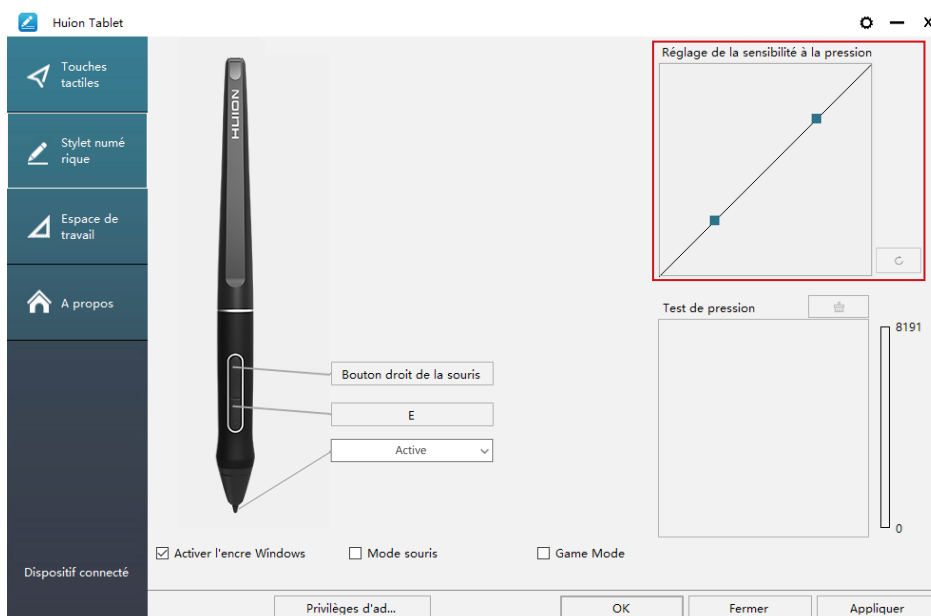 Huion Tablet
Touches
tactiles
Stylet numé
rique
Espace de
travail
A propos
Dispositif connecté
HUION
Bouton droit de la souris
E
Active
Réglage de la sensibilité à la pression
Test de pression
8191
0
Activer l'encre Windows
Mode souris
Game Mode
Privilèges d'ad...
OK
Fermer
Appliquer